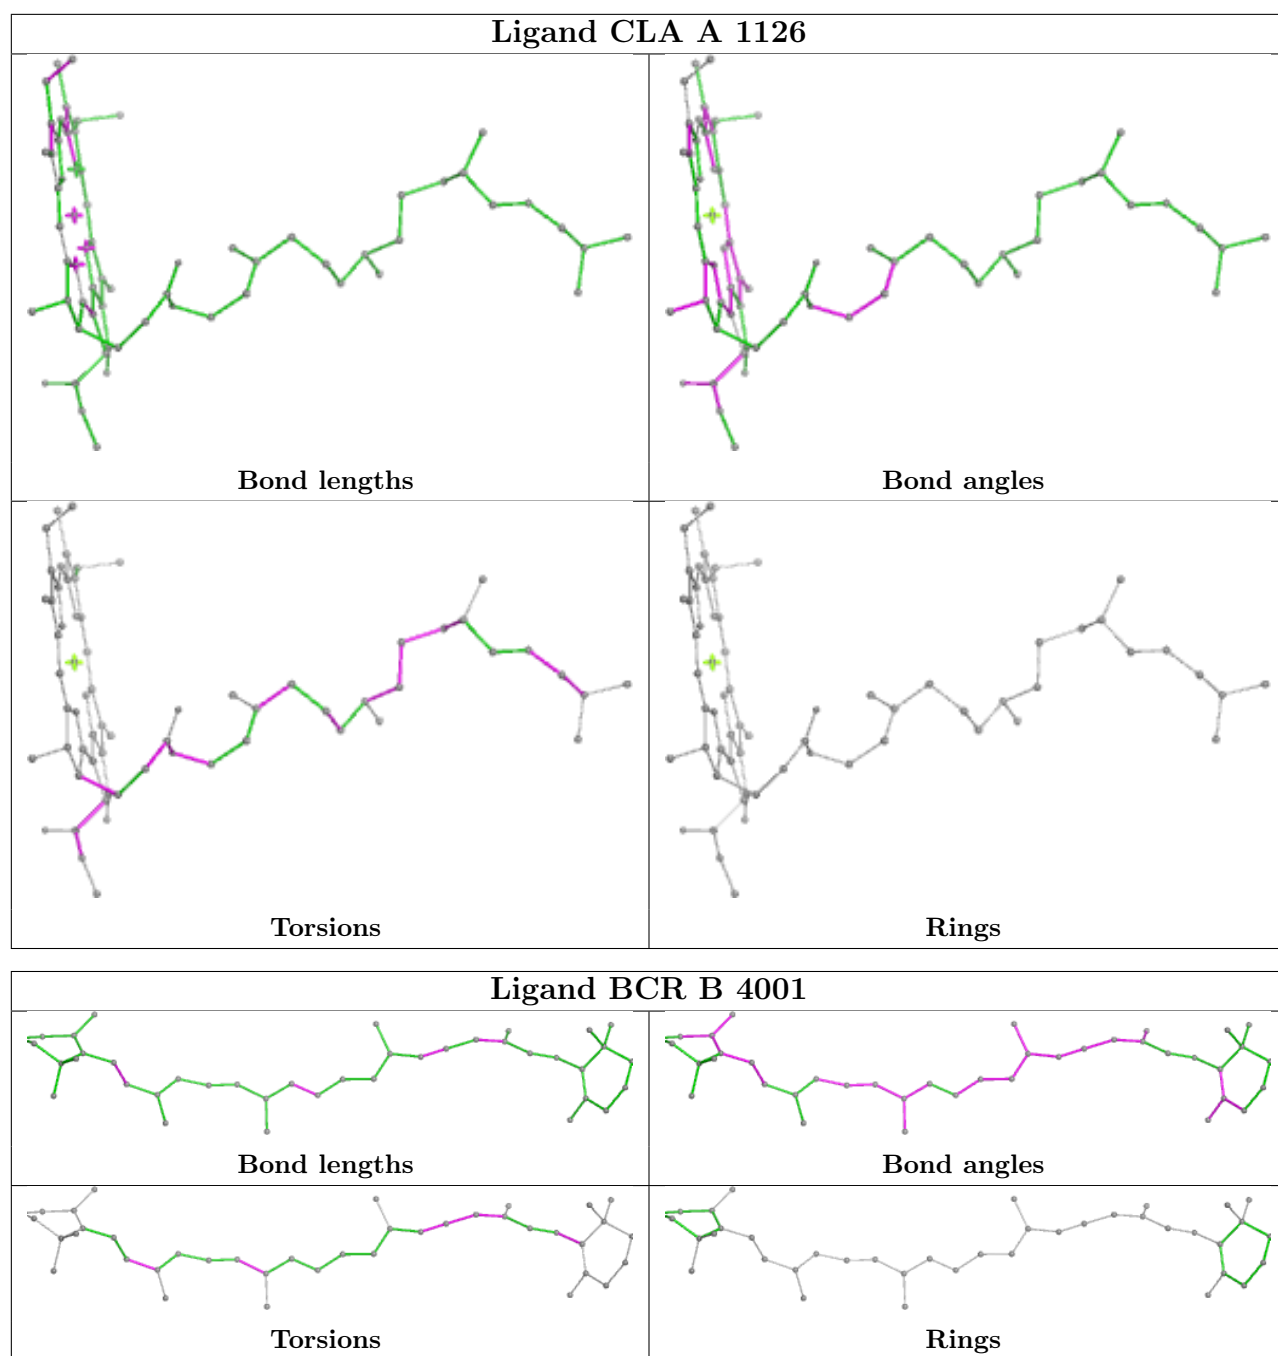 Ligand CLA A 1126
Bond lengths
Bond angles
Torsions
Rings
Ligand BCR B 4001
Bond lengths
Bond angles
Torsions
Rings